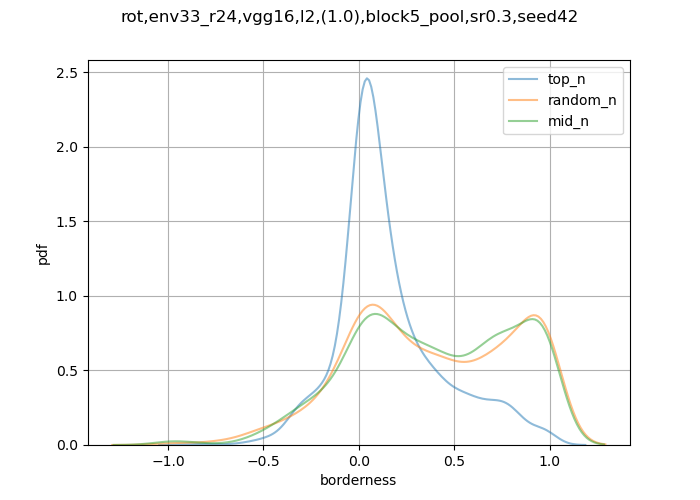 rot,env33_r24,vgg16,l2,(1.0),block5_pool,sr0.3,seed42
top_n
random_n
mid_n
2.5
2.0
1.5
1.0
0.5
0.0
pdf
−1.0
−0.5
0.0
0.5
1.0
borderness